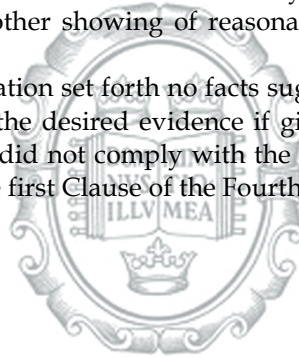 other showing of reasona
ation set forth no facts sug
the desired evidence if gi
did not comply with the
first Clause of the Fourth
ILLV MEA